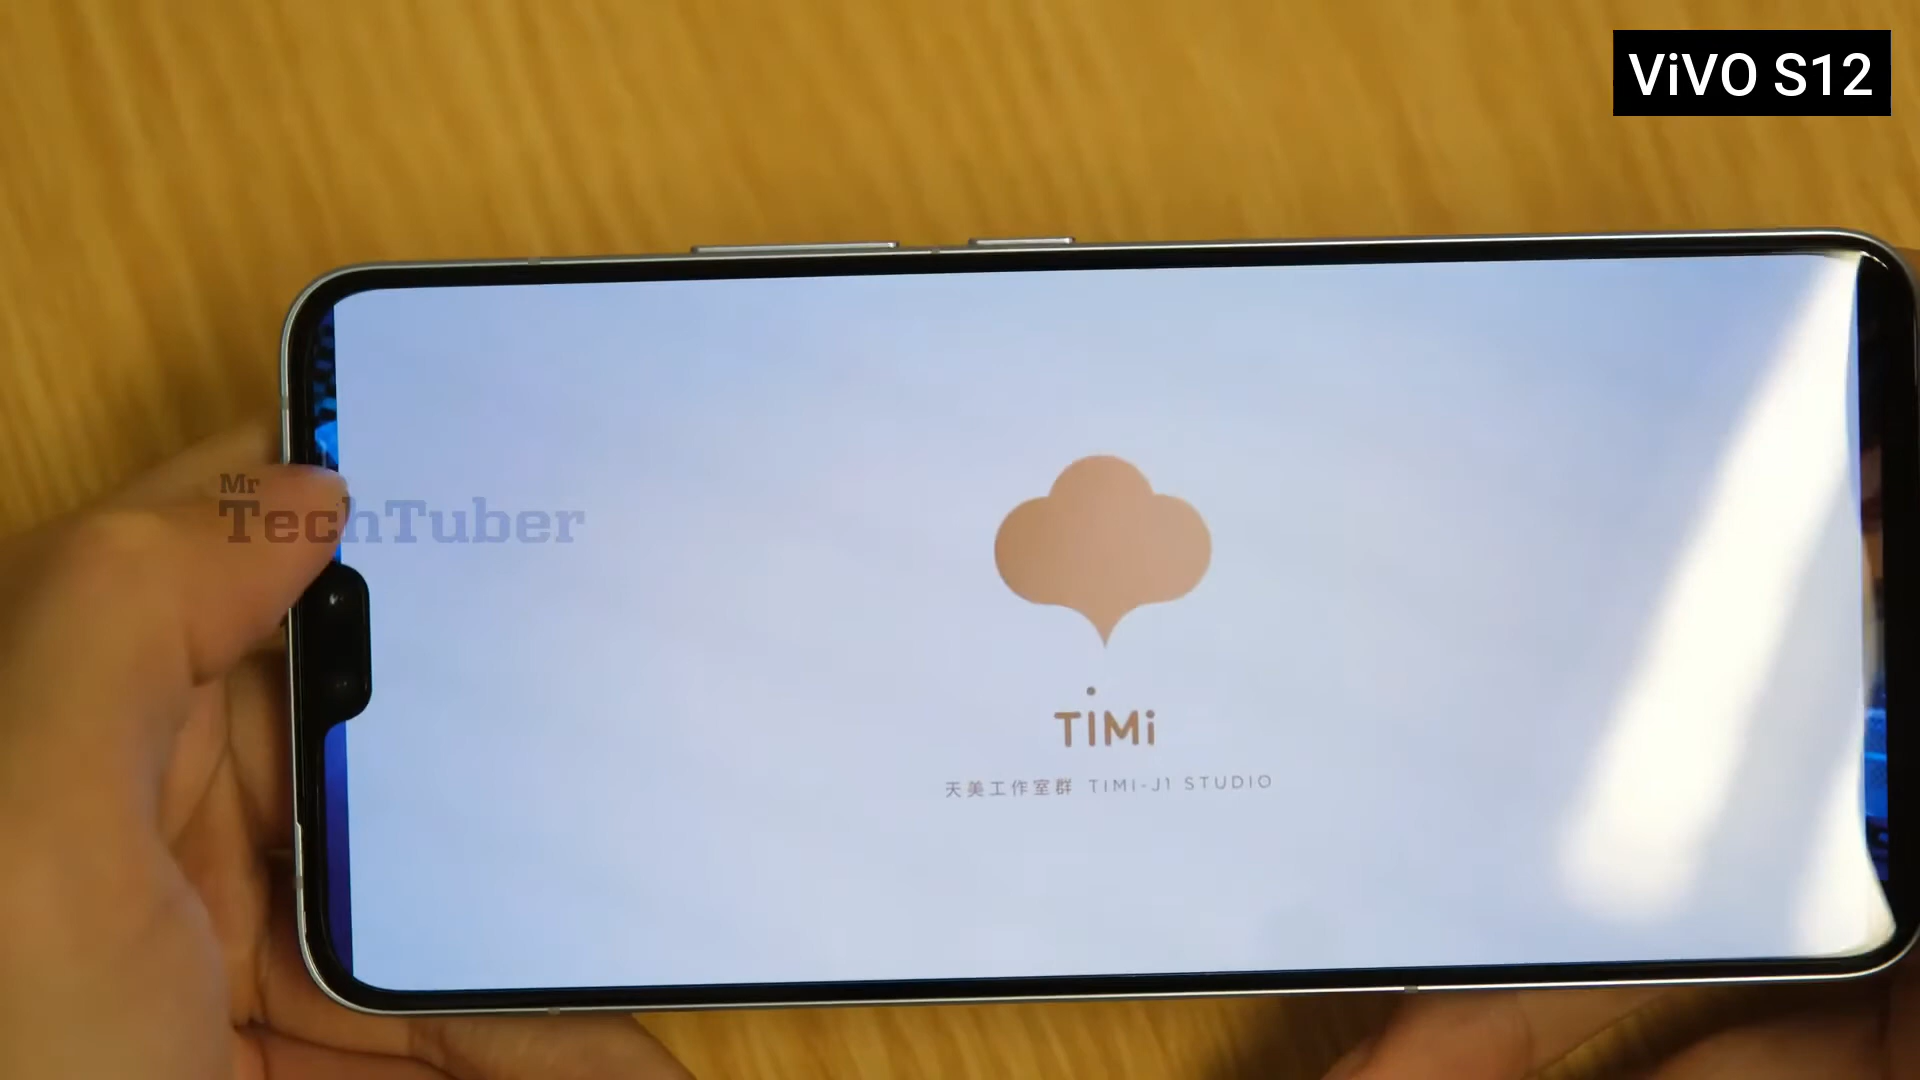 ViVO S12
Mr
TechTuber
TIMi
天美工作室群 TIMI-J1 STUDIO